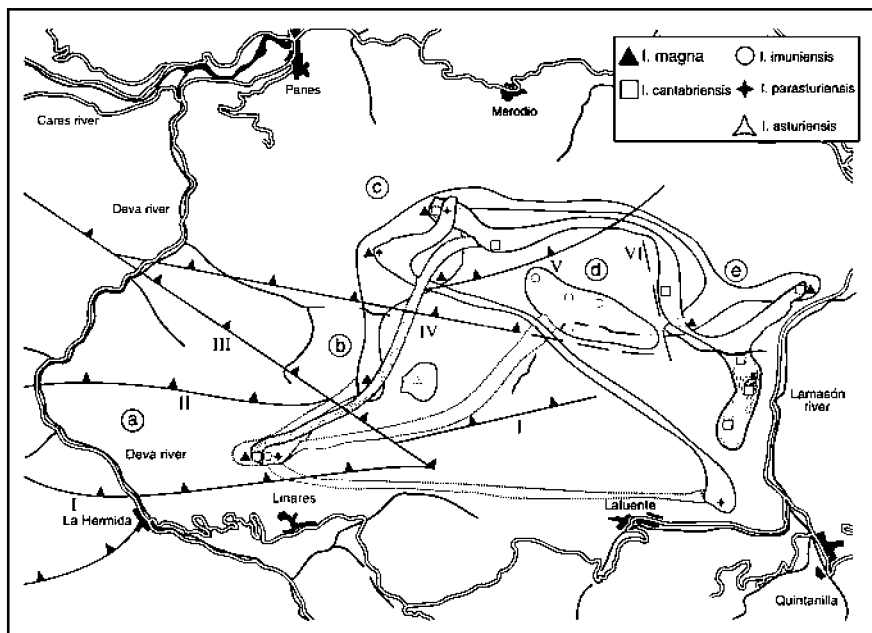 I. magna
I. imuniensis
I. cantabriensis
I. parasturiensis
I. asturiensis
Panes
Merodio
Cares river
Deva river
c
d
e
V
VI
III
IV
b
II
a
I
Deva river
Lamasón river
I
La Hermida
Linares
Lafuente
Quintanilla